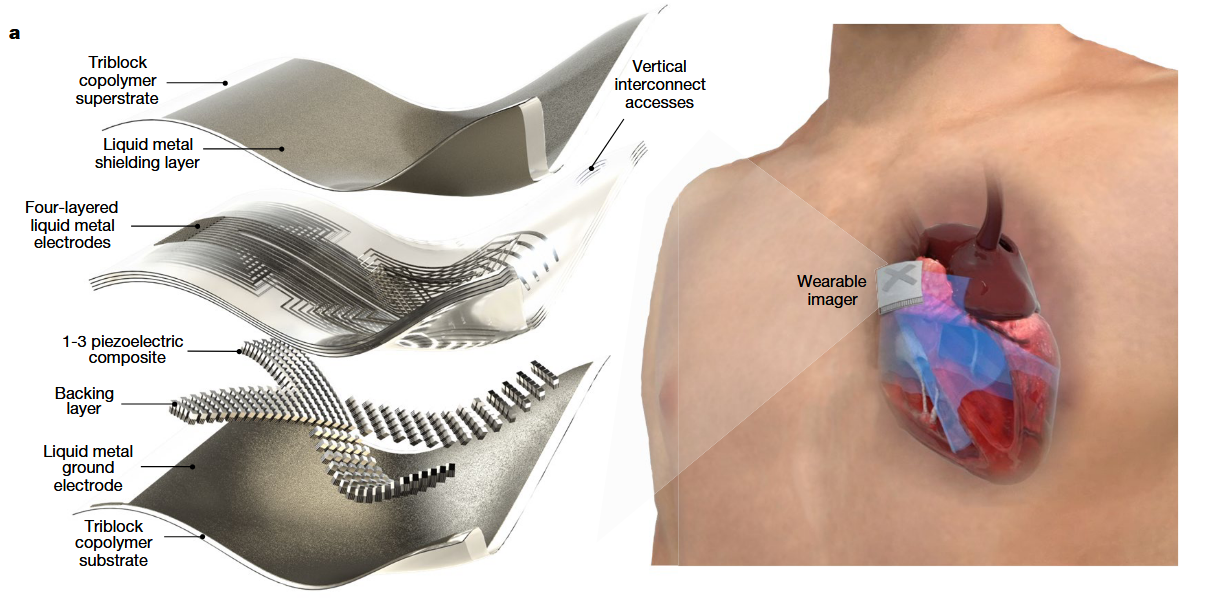 a
Triblock
copolymer
superstrate
Liquid metal
shielding layer
Vertical
interconnect
accesses
Four-layered
liquid metal
electrodes
1-3 piezoelectric
composite
Backing
layer
Liquid metal
ground
electrode
Triblock
copolymer
substrate
Wearable
imager